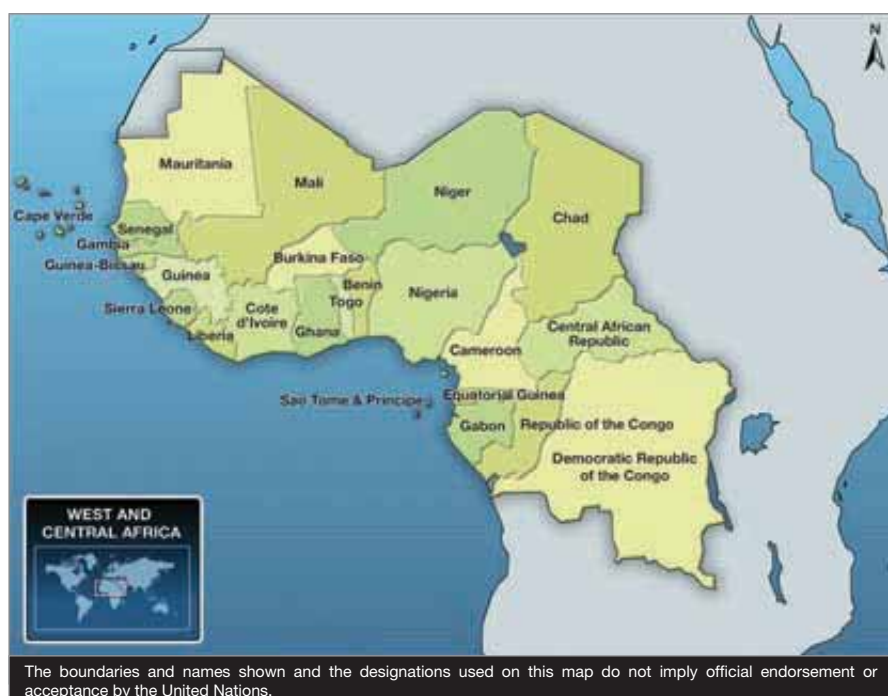 N
Mauritania
Mali
Niger
Chad
Cape Verde
Senegal
Gambia
Guinea-Bissau
Burkina Faso
Guinea
Benin
Nigeria
Togo
Sierra Leone
Cote
d'Ivoire
Ghana
Liberia
Central African
Republic
Cameroon
Equatorial Guinea
Sao Tome & Principe
Gabon
Republic of the Congo
Democratic Republic
of the Congo
WEST AND
CENTRAL AFRICA
The boundaries and names shown and the designations used on this map do not imply official endorsement or
acceptance by the United Nations.